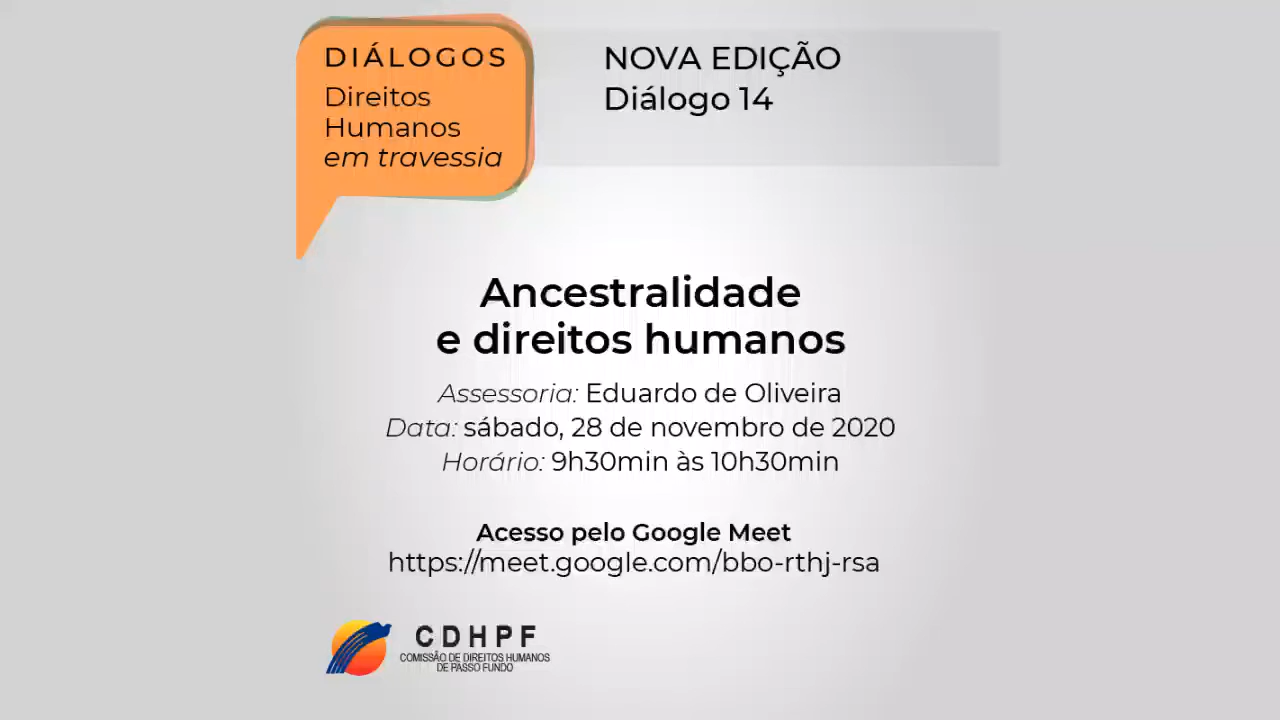 DIÁLOGOS
Direitos
Humanos
em travessia
NOVA EDIÇÃO
Diálogo 14
Ancestralidade
e direitos humanos
Assessoria: Eduardo de Oliveira
Data: sábado, 28 de novembro de 2020
Horário: 9h30min às 10h30min
Acesso pelo Google Meet
https://meet.google.com/bbo-rthj-rsa
CDHPF
COMISSÃO DE DIREITOS HUMANOS
DE PASSO FUNDO